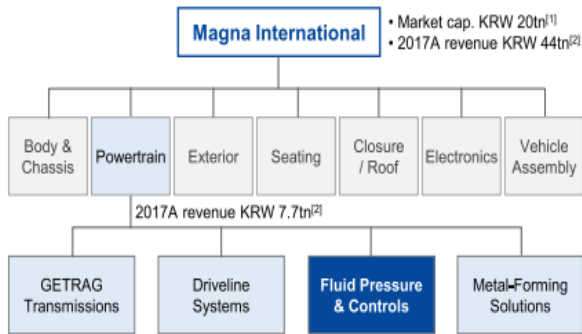 Magna International
• Market cap. KRW 20tn[1]
• 2017A revenue KRW 44tn[2]
Body &
Chassis
Powertrain
Exterior
Seating
Closure
/ Roof
Electronics
Vehicle
Assembly
2017A revenue KRW 7.7tn[2]
GETRAG
Transmissions
Driveline
Systems
Fluid Pressure
& Controls
Metal-Forming
Solutions